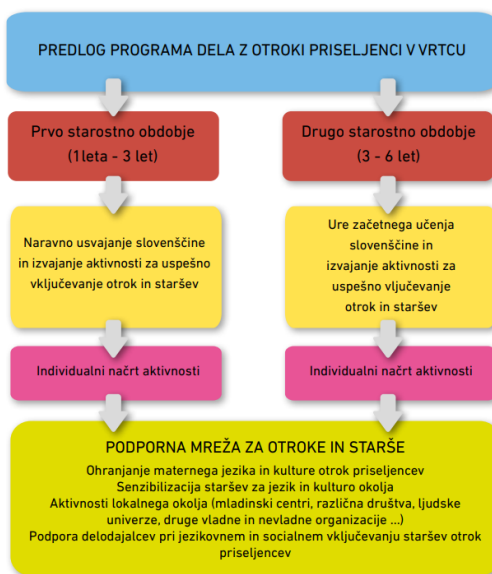 PREDLOG PROGRAMA DELA Z OTROKI PRISELJENCI V VRTCU
Prvo starostno obdobje
(1leta - 3 let)
Drugo starostno obdobje
(3 - 6 let)
Naravno usvajanje slovenščine
in izvajanje aktivnosti za uspešno
vključevanje otrok in staršev
Ure začetnega učenja
slovenščine in
izvajanje aktivnosti za
uspešno vljučevanje
otrok in staršev
Individualni načrt aktivnosti
Individualni načrt aktivnosti
PODPORNA MREŽA ZA OTROKE IN STARŠE
Ohranjanje maternega jezika in kulture otrok priseljencev
Senzibilizacija staršev za jezik in kulturo okolja
Aktivnosti lokalnega okolja (mladinski centri, različna društva, ljudske
univerze, druge vladne in nevladne organizacije ...)
Podpora delodajalcev pri jezikovnem in socialnem vključevanju staršev otrok
priseljencev